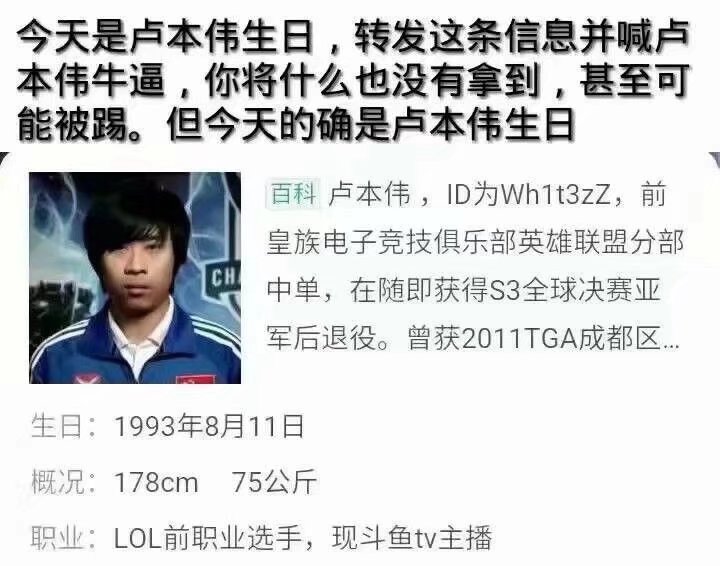 今天是卢本伟生日，转发这条信息并喊卢
本伟牛逼，你将什么也没有拿到，甚至可
能被踢。但今天的确是卢本伟生日
百科 卢本伟，ID为Wh1t3zZ，前
皇族电子竞技俱乐部英雄联盟分部
中单，在随即获得S3全球决赛亚
军后退役。曾获2011TGA成都区...
CHA
生日：1993年8月11日
概况：178cm 75公斤
职业：LOL前职业选手，现斗鱼tv主播